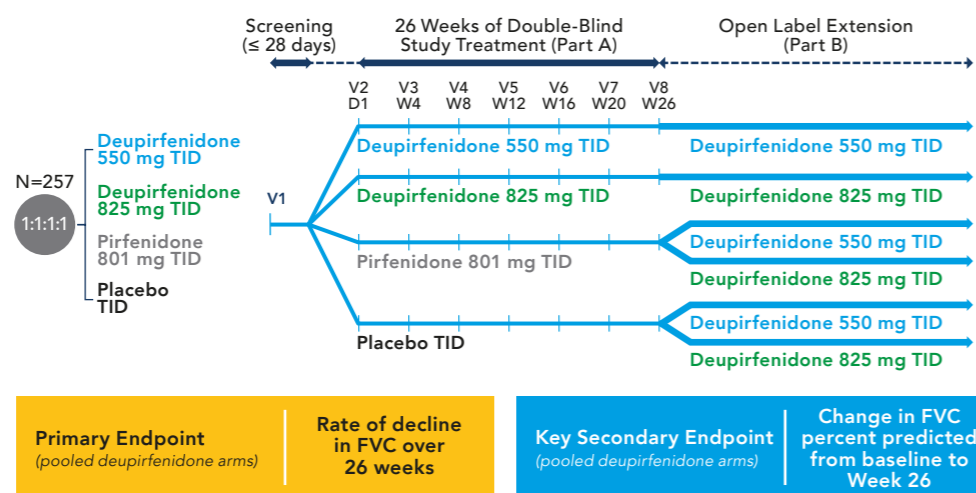 Screening
(≤ 28 days)
26 Weeks of Double-Blind
Study Treatment (Part A)
Open Label Extension
(Part B)
V2 V3 V4 V5 V6 V7 V8
D1 W4 W8 W12 W16 W20 W26
N=257
1:1:1:1
Deupirfenidone
550 mg TID
Deupirfenidone
825 mg TID
Pirfenidone
801 mg TID
Placebo
TID
V1
Deupirfenidone 550 mg TID
Deupirfenidone 550 mg TID
Deupirfenidone 825 mg TID
Deupirfenidone 825 mg TID
Pirfenidone 801 mg TID
Deupirfenidone 550 mg TID
Deupirfenidone 825 mg TID
Placebo TID
Deupirfenidone 550 mg TID
Deupirfenidone 825 mg TID
Primary Endpoint
(pooled deupirfenidone arms)
Rate of decline
in FVC over
26 weeks
Key Secondary Endpoint
(pooled deupirfenidone arms)
Change in FVC
percent predicted
from baseline to
Week 26